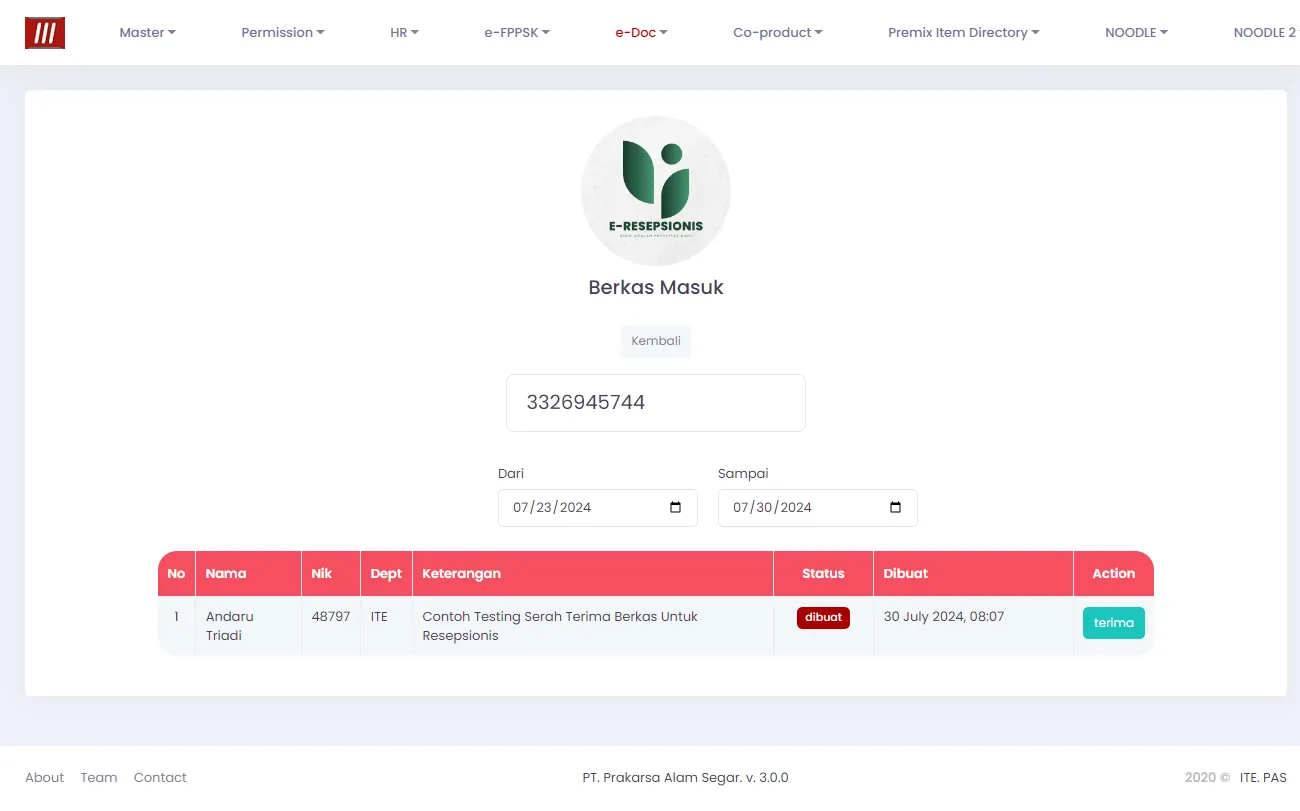 Master Permission HR e-FPPSK e-Doc Co-product Premix Item Directory NOODLE NOODLE 2
E-RESEPSIONIS
Berkas Masuk
Kembali
3326945744
Dari Sampai
07/23/2024 07/30/2024
No Nama Nik Dept Keterangan Status Dibuat Action
1 Andaru 48797 ITE Contoh Testing Serah Terima Berkas Untuk dibuat 30 July 2024, 08:07 terima
Triadi Resepsionis
About Team Contact PT. Prakarsa Alam Segar. v. 3.0.0 2020 © ITE. PAS